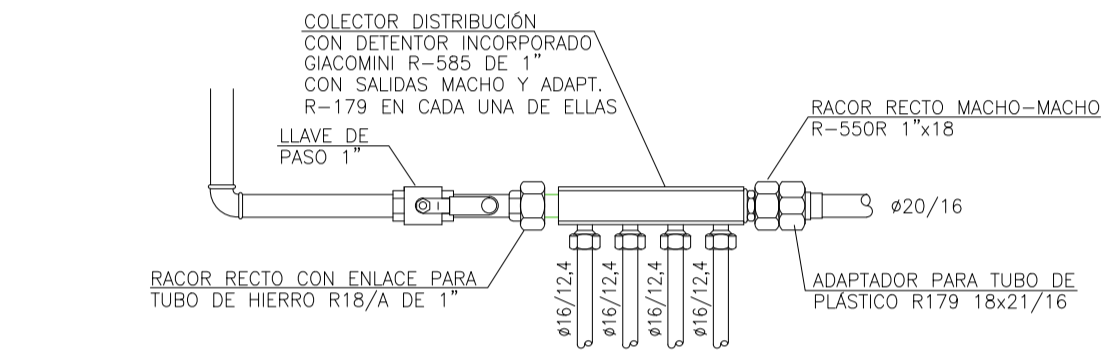 COLECTOR DISTRIBUCIÓN
CON DETENTOR INCORPORADO
GIACOMINI R-585 DE 1"
CON SALIDAS MACHO Y ADAPT.
R-179 EN CADA UNA DE ELLAS
RACOR RECTO MACHO-MACHO
R-550R 1"x18
LLAVE DE
PASO 1"
ø20/16
RACOR RECTO CON ENLACE PARA
TUBO DE HIERRO R18/A DE 1"
ø16/12,4
ø16/12,4
ø16/12,4
ø16/12,4
ADAPTADOR PARA TUBO DE
PLÁSTICO R179 18x21/16